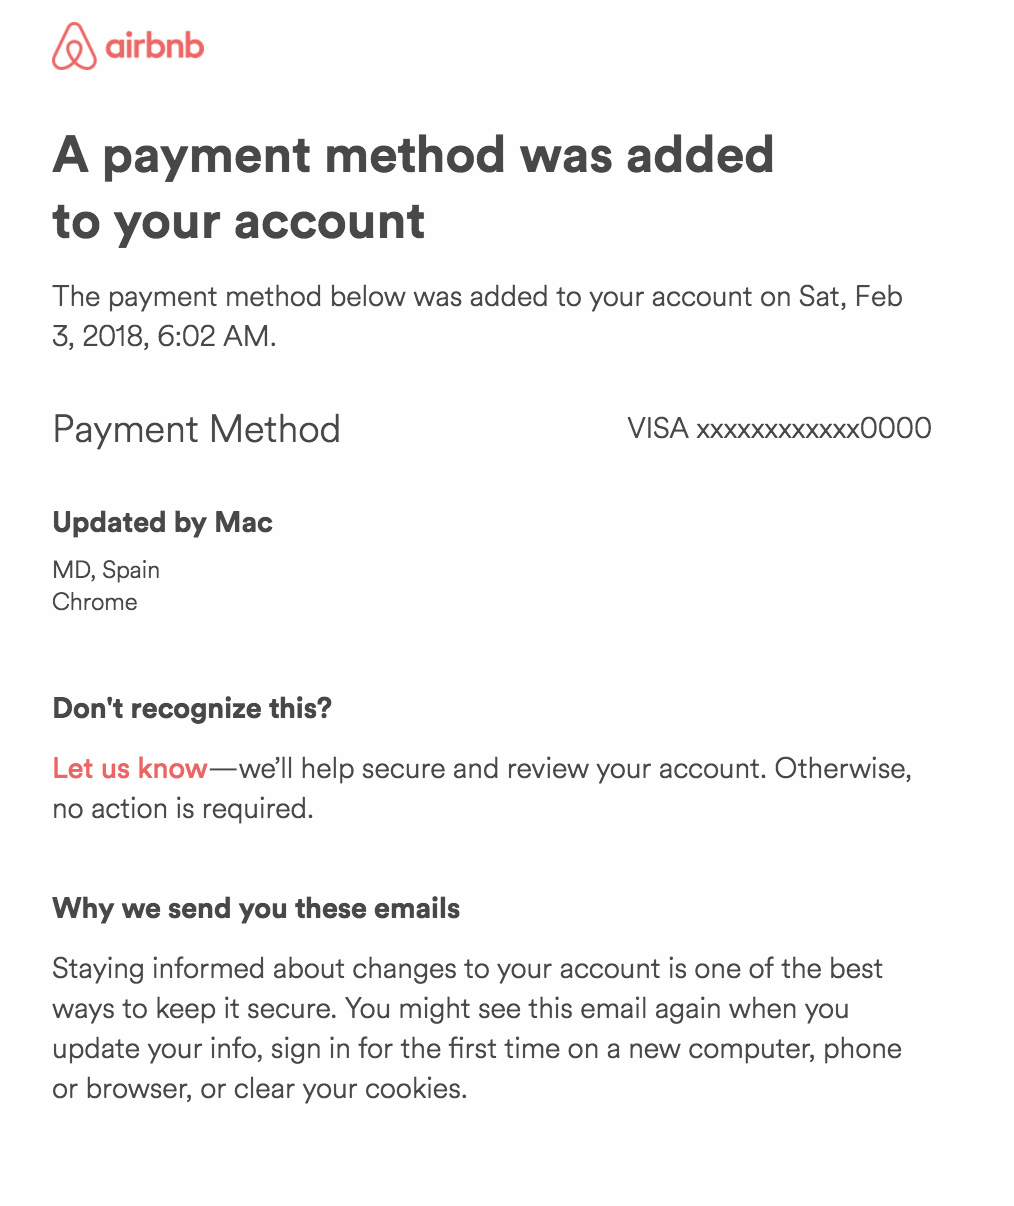 airbnb
A payment method was added
to your account
The payment method below was added to your account on Sat, Feb
3, 2018, 6:02 AM.
Payment Method VISA xxxxxxxxxxxx0000
Updated by Mac
MD, Spain
Chrome
Don't recognize this?
Let us know—we’ll help secure and review your account. Otherwise,
no action is required.
Why we send you these emails
Staying informed about changes to your account is one of the best
ways to keep it secure. You might see this email again when you
update your info, sign in for the first time on a new computer, phone
or browser, or clear your cookies.